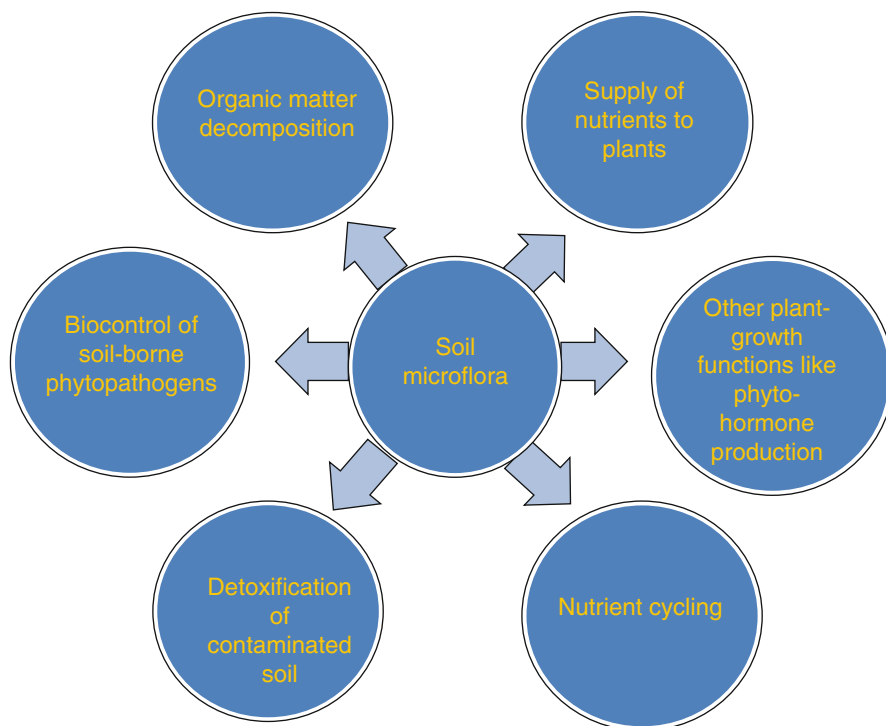 Organic matter
decomposition
Supply of
nutrients to
plants
Biocontrol of
soil-borne
phytopathogens
Soil
microflora
Other plant-
growth
functions like
phyto-
hormone
production
Detoxification
of
contaminated
soil
Nutrient cycling